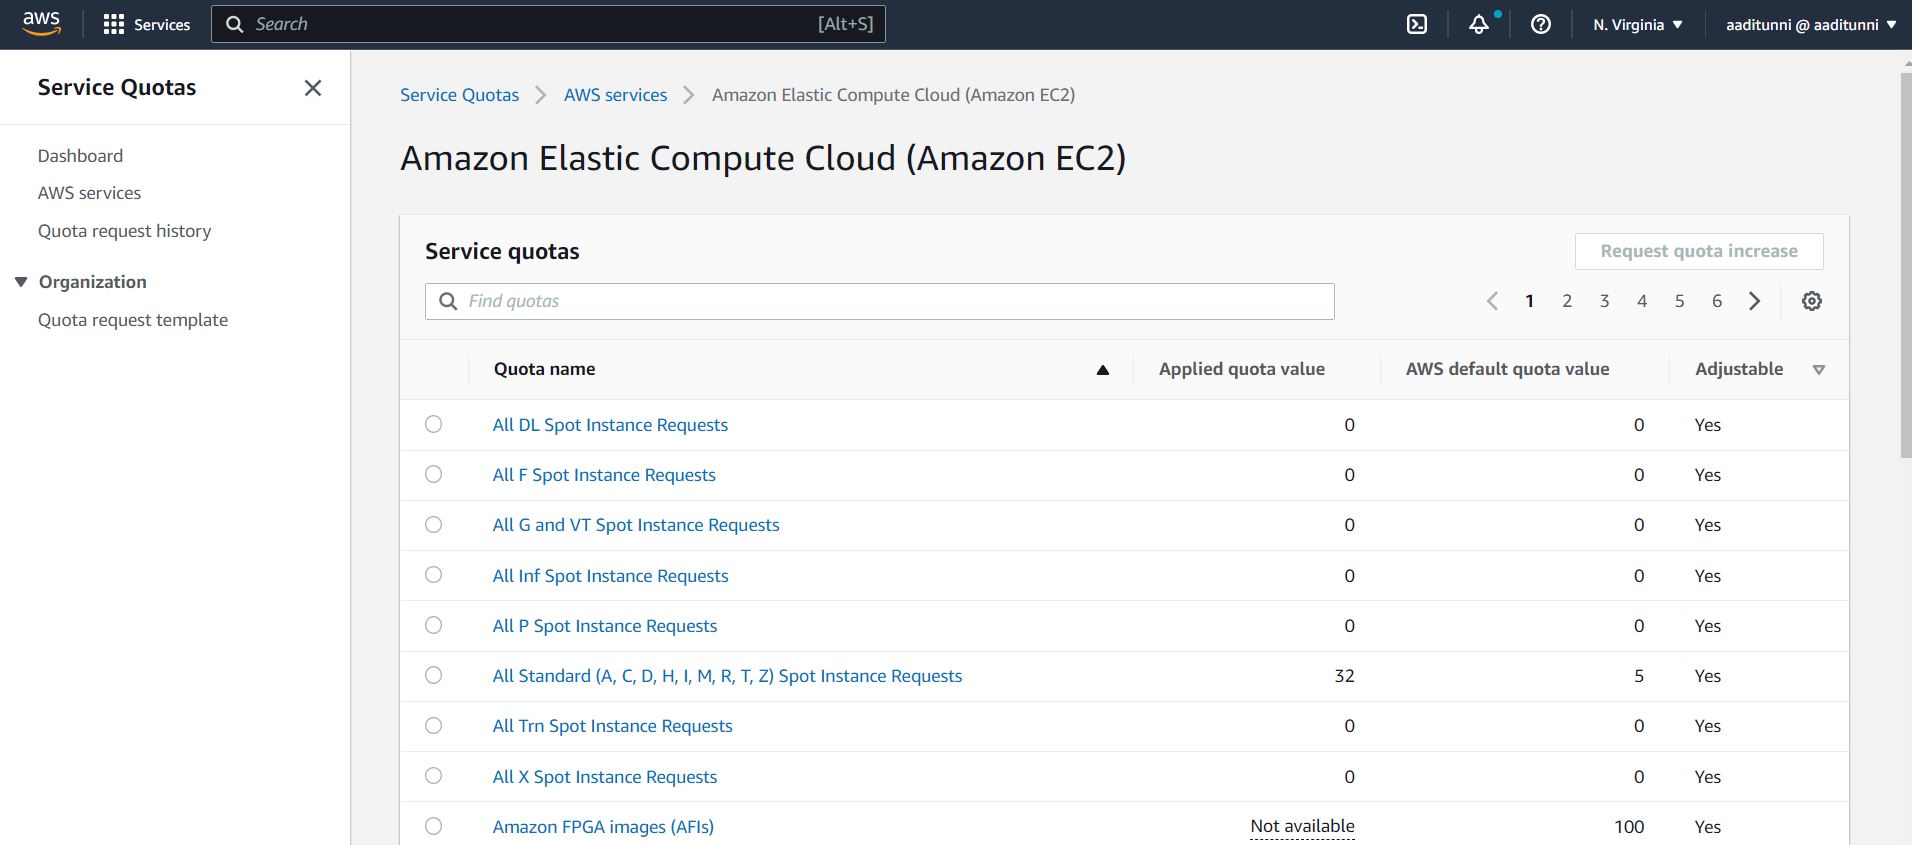 aws Services Search [Alt+S] N. Virginia aaditunni @ aaditunni
Service Quotas
Dashboard
AWS services
Quota request history
Organization
Quota request template
Service Quotas AWS services Amazon Elastic Compute Cloud (Amazon EC2)
Amazon Elastic Compute Cloud (Amazon EC2)
Service quotas Request quota increase
Find quotas 1 2 3 4 5 6
Quota name Applied quota value AWS default quota value Adjustable
All DL Spot Instance Requests 0 0 Yes
All F Spot Instance Requests 0 0 Yes
All G and VT Spot Instance Requests 0 0 Yes
All Inf Spot Instance Requests 0 0 Yes
All P Spot Instance Requests 0 0 Yes
All Standard (A, C, D, H, I, M, R, T, Z) Spot Instance Requests 32 5 Yes
All Trn Spot Instance Requests 0 0 Yes
All X Spot Instance Requests 0 0 Yes
Amazon FPGA images (AFIs) Not available 100 Yes